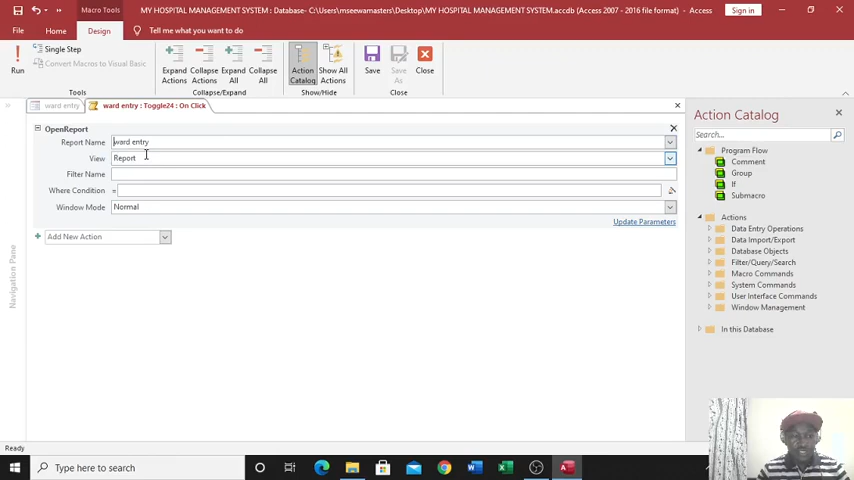 Macro Tools
MY HOSPITAL MANAGEMENT SYSTEM : Database- C:\Users\mseewamasters\Desktop\MY HOSPITAL MANAGEMENT SYSTEM.accdb (Access 2007 - 2016 file format) - Access
Sign in
File
Home
Design
Tell me what you want to do
Run
Single Step
Convert Macros to Visual Basic
Tools
Expand Actions
Collapse Actions
Expand All
Collapse All
Collapse/Expand
Action Catalog
Show All Actions
Show/Hide
Save
Save As
Close
Close
ward entry
ward entry : Toggle24 : On Click
OpenReport
Report Name
ward entry
View
Report
Filter Name
Where Condition
=
Window Mode
Normal
Update Parameters
Add New Action
Navigation Pane
Action Catalog
Search...
Program Flow
Comment
Group
If
Submacro
Actions
Data Entry Operations
Data Import/Export
Database Objects
Filter/Query/Search
Macro Commands
System Commands
User Interface Commands
Window Management
In this Database
Ready
Type here to search